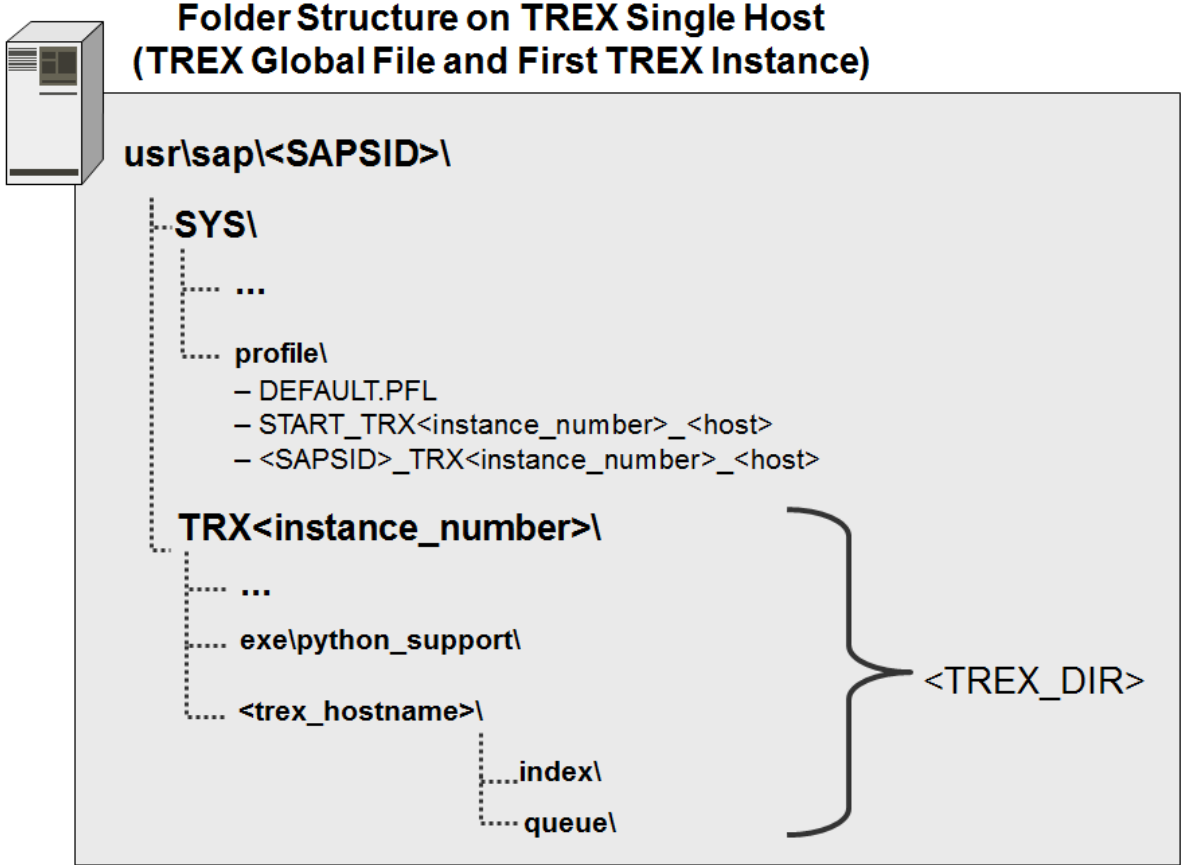 Folder Structure on TREX Single Host
(TREX Global File and First TREX Instance)
usr\sap\<SAPSID>\
SYS\
...
profile\
– DEFAULT.PFL
– START_TRX<instance_number>_<host>
– <SAPSID>_TRX<instance_number>_<host>
TRX<instance_number>\
...
exe\python_support\
<TREX_DIR>
<trex_hostname>\
index\
queue\